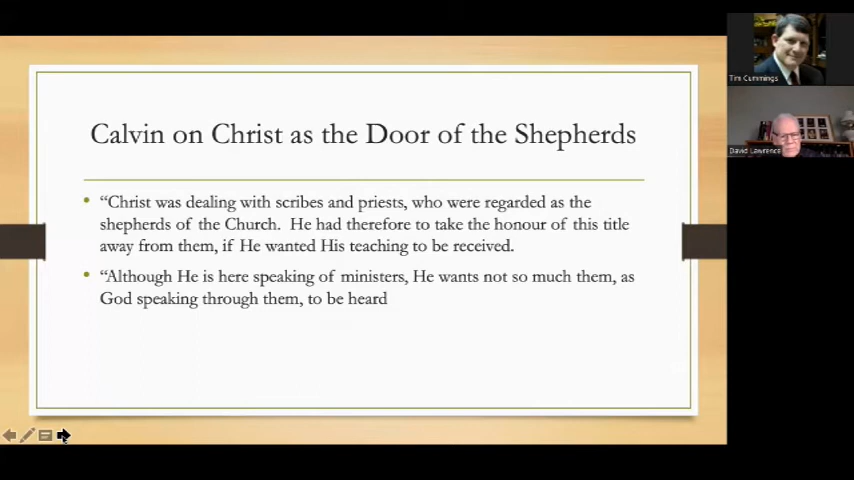 Calvin on Christ as the Door of the Shepherds
• “Christ was dealing with scribes and priests, who were regarded as the
shepherds of the Church.  He had therefore to take the honour of this title
away from them, if He wanted His teaching to be received.
• “Although He is here speaking of ministers, He wants not so much them, as
God speaking through them, to be heard
Tim Cummings
David Lawrence